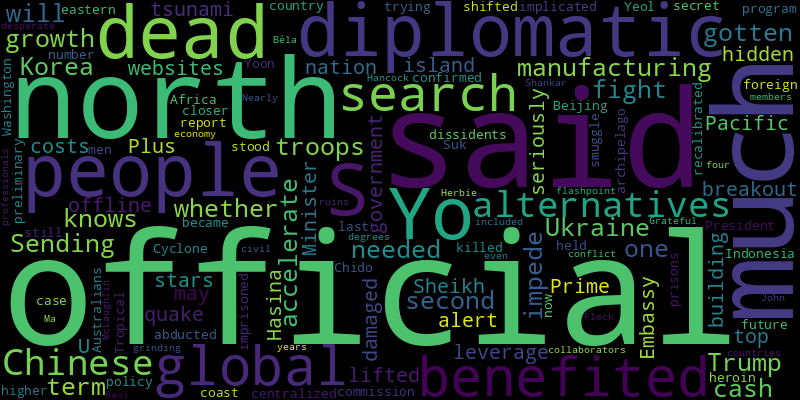 eastern tsunami dead diplomatic trying shifted implicated Yeol secret program
desperate
will country gotten
growth number Béla Yoon hidden
Korea websites nation island Hancock confirmed manufacturing Nearly Shankar foreign
Washington north search fight Beijing members
Africa closer
report economy
costs men Plus stood troops dissidents Suk seriously smuggle archipelago recalibrated four Pacific
preliminary people said much
professionals
knows offline whether S government Yo Herbie flashpoint alternatives breakout
ruins included Grateful President
still became Minister last degrees needed even conflict Ukraine one
Sending Cyclone accelerate killed held
Australians McLaughlin Tropical civil official Indonesia
case stars Hasina Chido Sheikh second impede Prime now Embassy prisons building John
Ma may imprisoned damaged alert Fleck future
U quake abducted years leverage collaborators top
Chinese grinding global lifted benefited Trump countries
term policy commission heroin
higher Ravi coast centralized cash